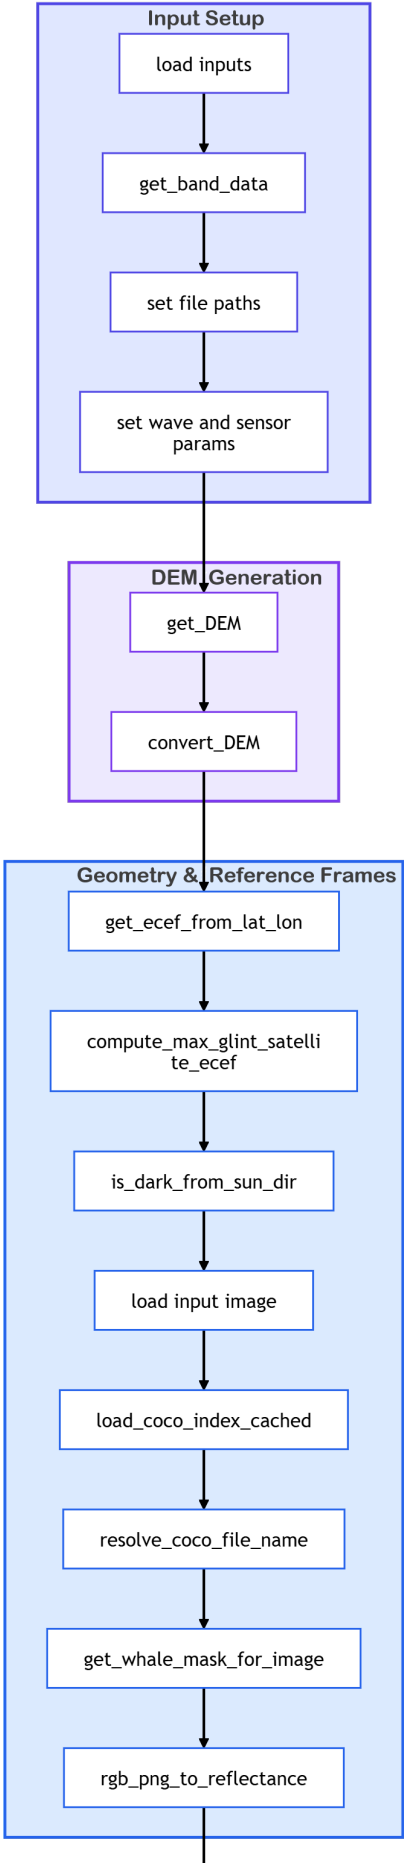 Input Setup
load inputs
get_band_data
set file paths
set wave and sensor
params
DEM Generation
get_DEM
convert_DEM
Geometry & Reference Frames
get_ecef_from_lat_lon
compute_max_glint_satelli
te_ecef
is_dark_from_sun_dir
load input image
load_coco_index_cached
resolve_coco_file_name
get_whale_mask_for_image
rgb_png_to_reflectance